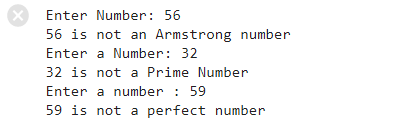 Enter Number: 56
56 is not an Armstrong number
Enter a Number: 32
32 is not a Prime Number
Enter a number : 59
59 is not a perfect number